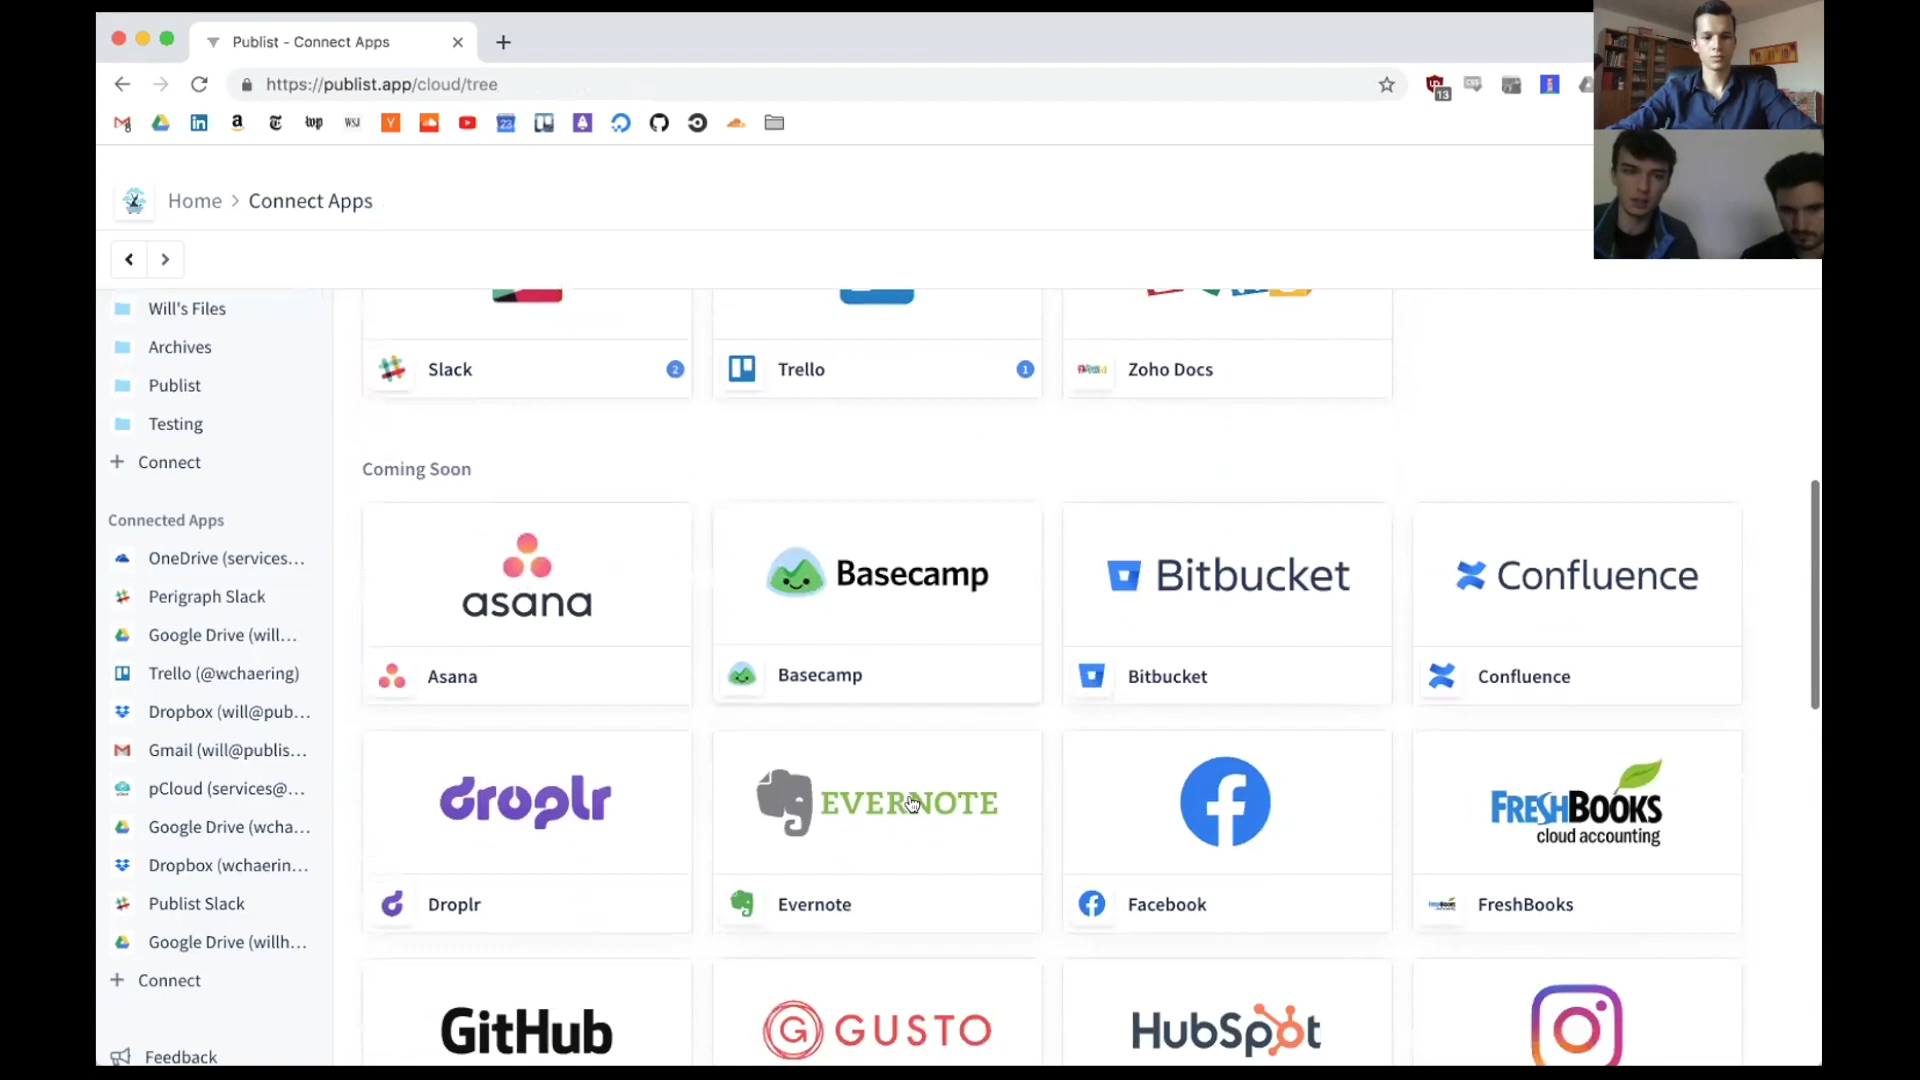 Publist - Connect Apps
https://publist.app/cloud/tree
13
a
wp
WSJ
Y
23
Home > Connect Apps
Will's Files
Archives
Publist
Testing
+ Connect
Connected Apps
OneDrive (services...
Perigraph Slack
Google Drive (will...
Trello (@wchaering)
Dropbox (will@pub...
Gmail (will@publis...
pCloud (services@...
Google Drive (wcha...
Dropbox (wchaerin...
Publist Slack
Google Drive (willh...
+ Connect
Feedback
Slack 2
Trello 1
Zoho Docs
Coming Soon
asana
Basecamp
Bitbucket
Confluence
Asana
Basecamp
Bitbucket
Confluence
droplr
EVERNOTE
FRESHBOOKS
cloud accounting
Droplr
Evernote
Facebook
FreshBooks
GitHub
G GUSTO
HubSpot